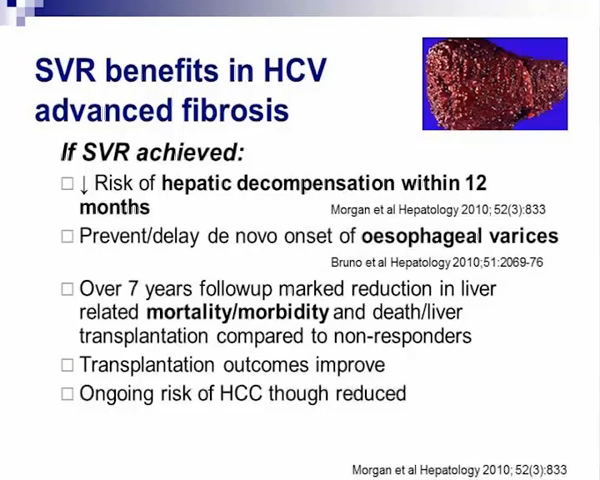 SVR benefits in HCV
advanced fibrosis
If SVR achieved:
□ ↓ Risk of hepatic decompensation within 12
months
Morgan et al Hepatology 2010; 52(3):833
□ Prevent/delay de novo onset of oesophageal varices
Bruno et al Hepatology 2010;51:2069-76
□ Over 7 years followup marked reduction in liver
related mortality/morbidity and death/liver
transplantation compared to non-responders
□ Transplantation outcomes improve
□ Ongoing risk of HCC though reduced
Morgan et al Hepatology 2010; 52(3):833